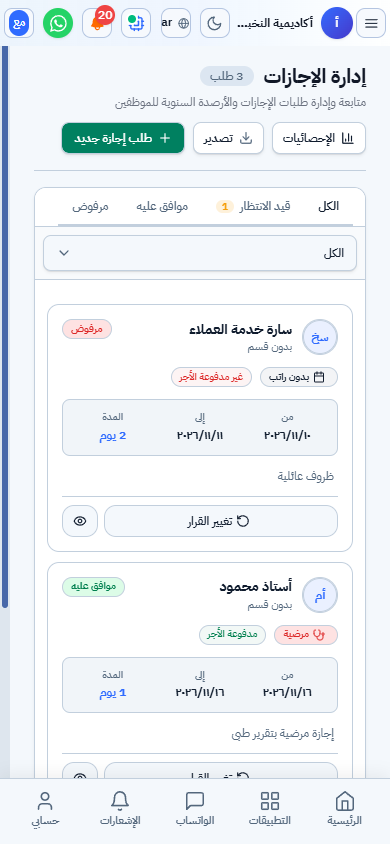 أ
أكاديمية النخبـ...
ar
20
مع
إدارة الإجازات
3 طلب
متابعة وإدارة طلبات الإجازات والأرصدة السنوية للموظفين
الإحصائيات
تصدير
طلب إجازة جديد
الكل
قيد الانتظار 1
موافق عليه
مرفوض
الكل
سخ
سارة خدمة العملاء
بدون قسم
مرفوض
بدون راتب
غير مدفوعة الأجر
من
إلى
المدة
٢٠٢٦/١١/١٠
٢٠٢٦/١١/١١
2 يوم
ظروف عائلية
تغيير القرار
أم
أستاذ محمود
بدون قسم
موافق عليه
مرضية
مدفوعة الأجر
من
إلى
المدة
٢٠٢٦/١١/١٦
٢٠٢٦/١١/١٦
1 يوم
إجازة مرضية بتقرير طبي
تغيير القرار
الرئيسية
التطبيقات
الواتساب
الإشعارات
حسابي